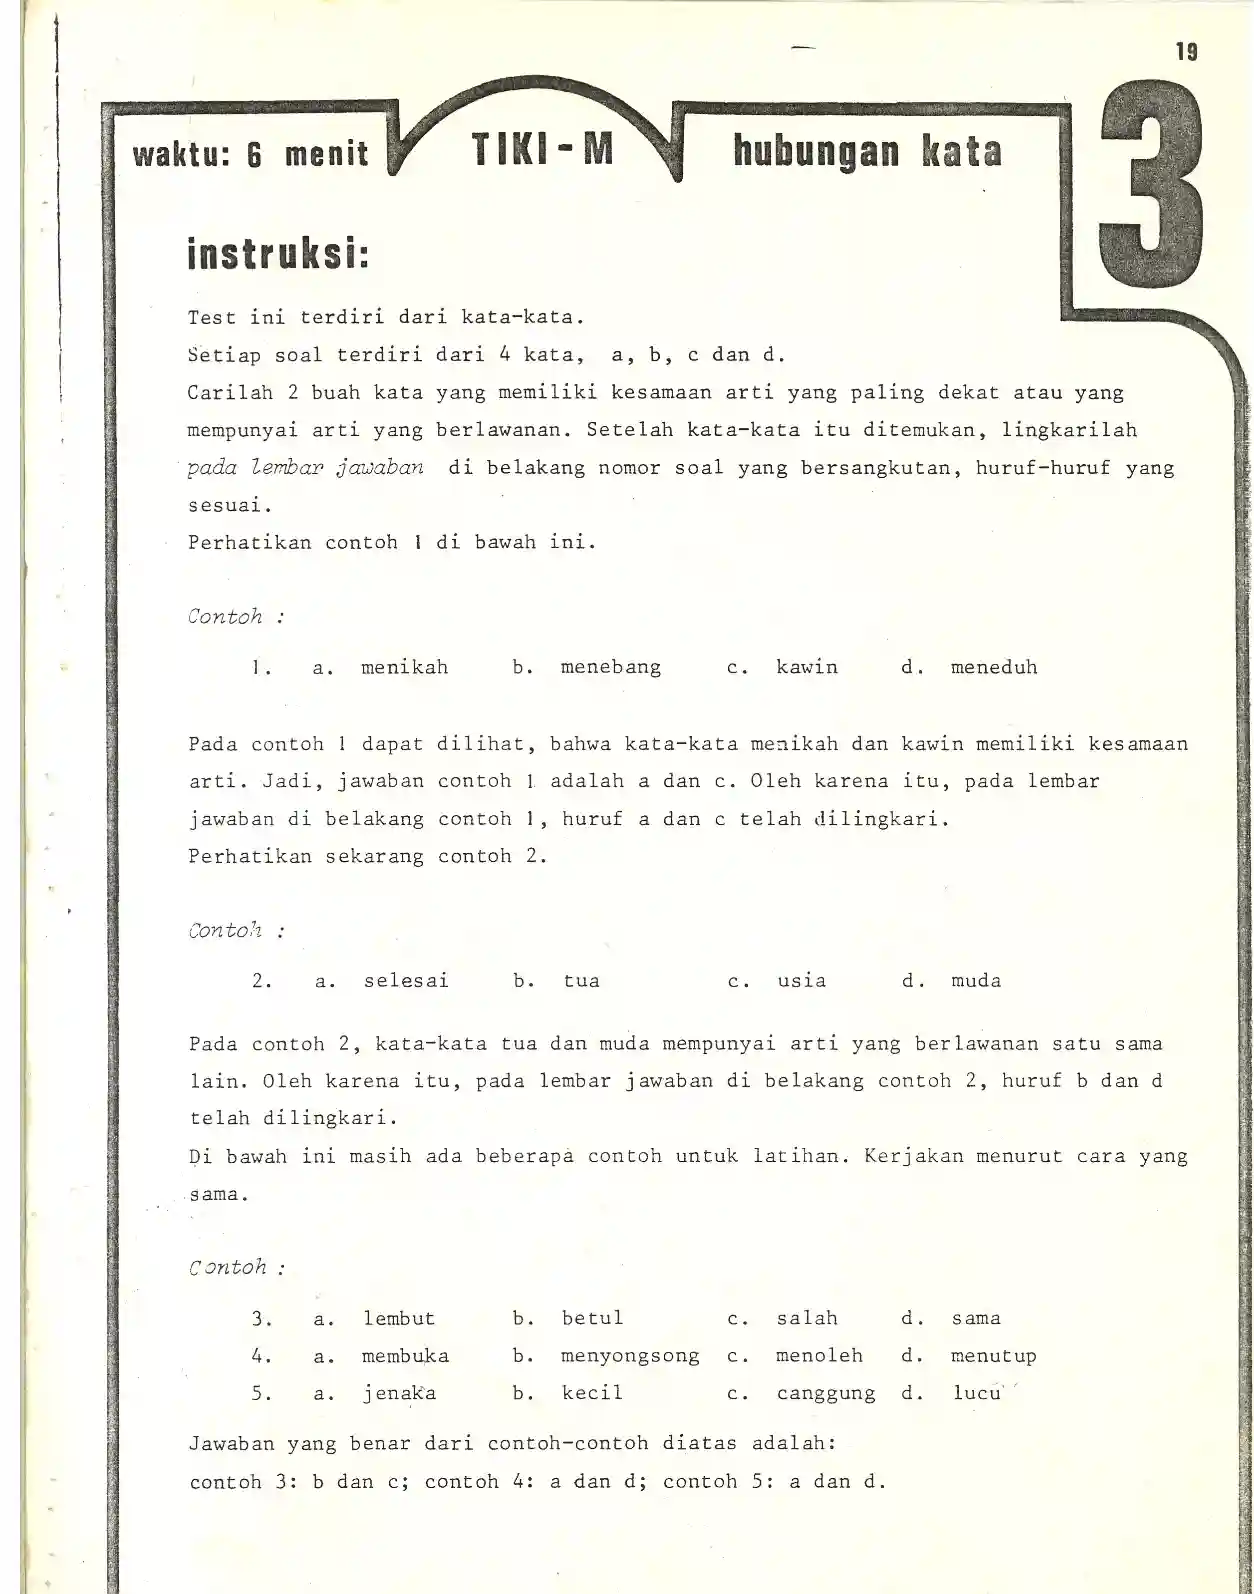 19
waktu: 6 menit TIKI-M hubungan kata 3
instruksi:
Test ini terdiri dari kata-kata.
Setiap soal terdiri dari 4 kata, a, b, c dan d.
Carilah 2 buah kata yang memiliki kesamaan arti yang paling dekat atau yang
mempunyai arti yang berlawanan. Setelah kata-kata itu ditemukan, lingkarilah
pada lembar jawaban di belakang nomor soal yang bersangkutan, huruf-huruf yang
sesuai.
Perhatikan contoh 1 di bawah ini.
Contoh :
1. a. menikah b. menebang c. kawin d. meneduh
Pada contoh 1 dapat dilihat, bahwa kata-kata menikah dan kawin memiliki kesamaan
arti. Jadi, jawaban contoh 1 adalah a dan c. Oleh karena itu, pada lembar
jawaban di belakang contoh 1, huruf a dan c telah dilingkari.
Perhatikan sekarang contoh 2.
Contoh :
2. a. selesai b. tua c. usia d. muda
Pada contoh 2, kata-kata tua dan muda mempunyai arti yang berlawanan satu sama
lain. Oleh karena itu, pada lembar jawaban di belakang contoh 2, huruf b dan d
telah dilingkari.
Di bawah ini masih ada beberapa contoh untuk latihan. Kerjakan menurut cara yang
sama.
Contoh :
3. a. lembut b. betul c. salah d. sama
4. a. membuka b. menyongsong c. menoleh d. menutup
5. a. jenaka b. kecil c. canggung d. lucu
Jawaban yang benar dari contoh-contoh diatas adalah:
contoh 3: b dan c; contoh 4: a dan d; contoh 5: a dan d.